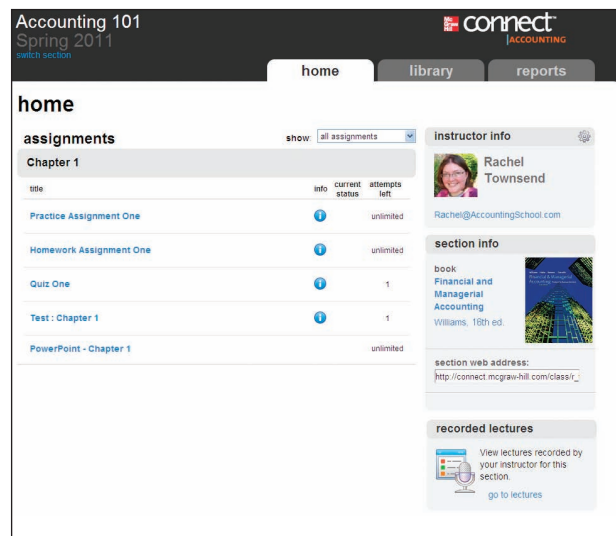 Accounting 101
Spring 2011
switch section
Mc
Graw
Hill
connect
ACCOUNTING
home
library
reports
home
assignments
show: all assignments
Chapter 1
title
info
current status
attempts left
Practice Assignment One
unlimited
Homework Assignment One
unlimited
Quiz One
1
Test : Chapter 1
1
PowerPoint - Chapter 1
unlimited
instructor info
Rachel
Townsend
Rachel@AccountingSchool.com
section info
book
Financial and
Managerial
Accounting
Williams, 16th ed.
section web address:
http://connect.mcgraw-hill.com/class/r_
recorded lectures
View lectures recorded by
your instructor for this
section.
go to lectures